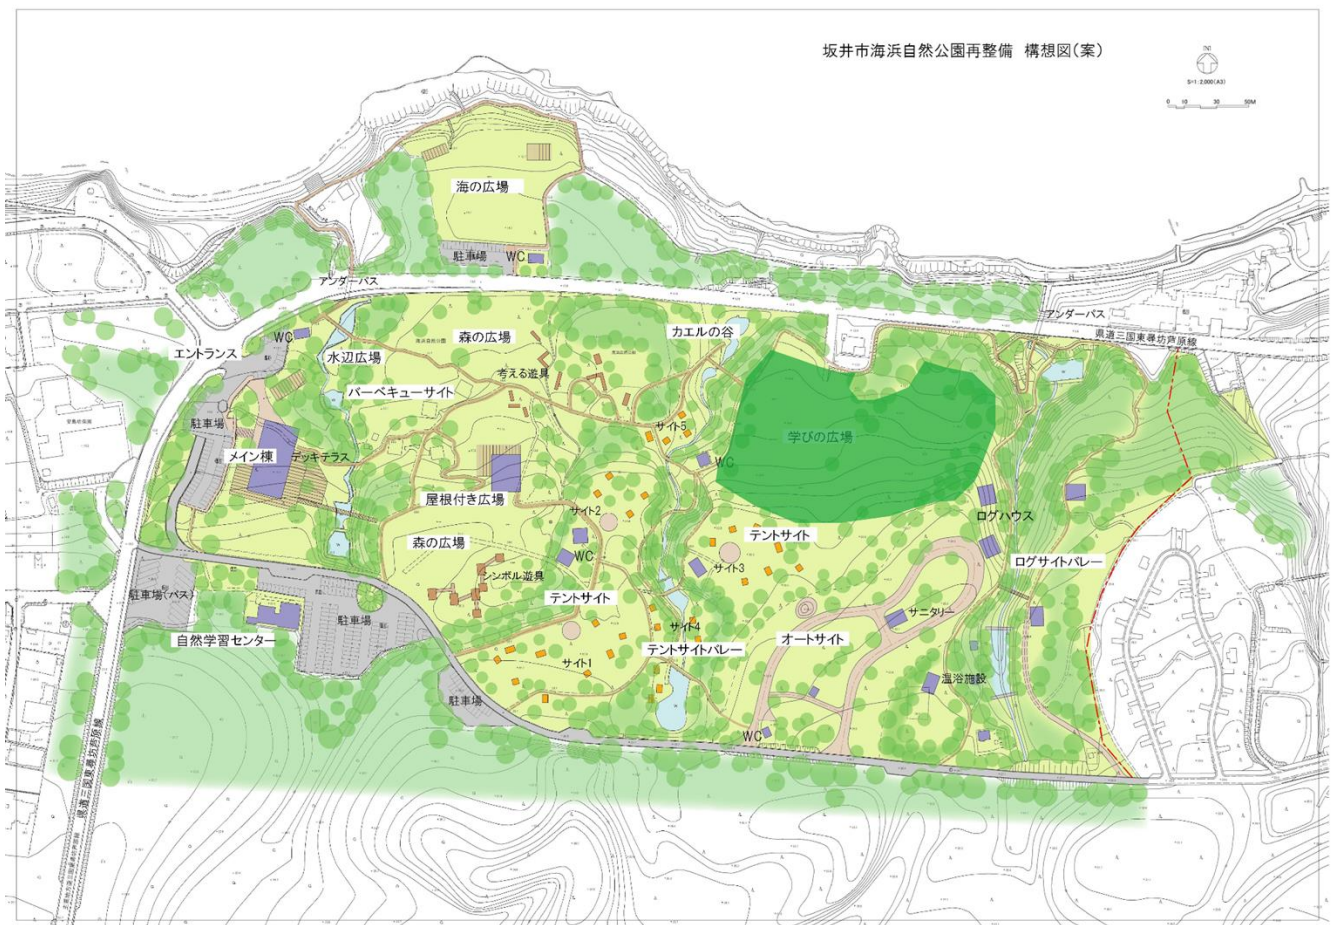 坂井市海浜自然公園再整備 構想図(案)
S=1:2,000(A3)
0 10 30 50M
海の広場
駐車場
WC
アンダーパス
アンダーパス
県道三国東尋坊芦原線
エントランス
WC
水辺広場
森の広場
カエルの谷
考える遊具
バーベキューサイト
駐車場
サイト5
学びの広場
メイン棟
デッキテラス
WC
屋根付き広場
サイト2
ログハウス
森の広場
テントサイト
WC
サイト3
ログサイトバレー
シンボル遊具
テントサイト
駐車場(バス)
駐車場
サニタリー
自然学習センター
サイト4
オートサイト
テントサイトバレー
サイト1
温浴施設
駐車場
WC
県道三国東尋坊芦原線